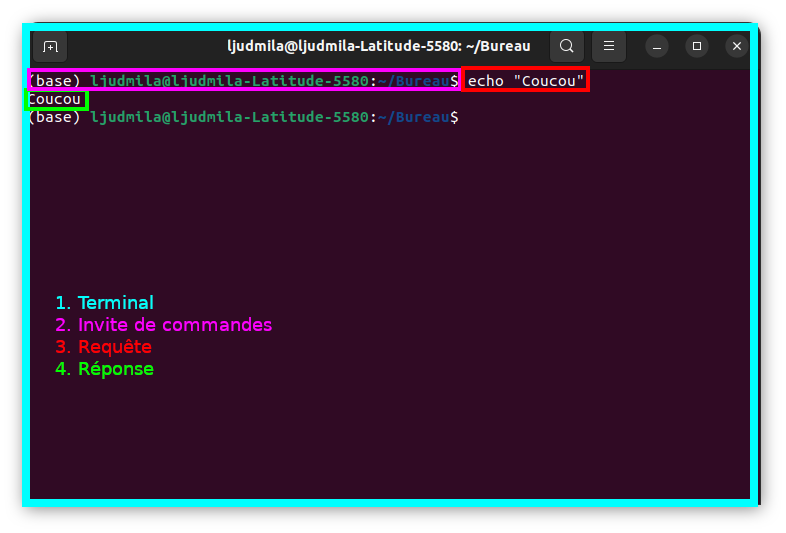 ljudmila@ljudmila-Latitude-5580: ~/Bureau
(base) ljudmila@ljudmila-Latitude-5580:~/Bureau$ echo "Coucou"
Coucou
(base) ljudmila@ljudmila-Latitude-5580:~/Bureau$
1. Terminal
2. Invite de commandes
3. Requête
4. Réponse